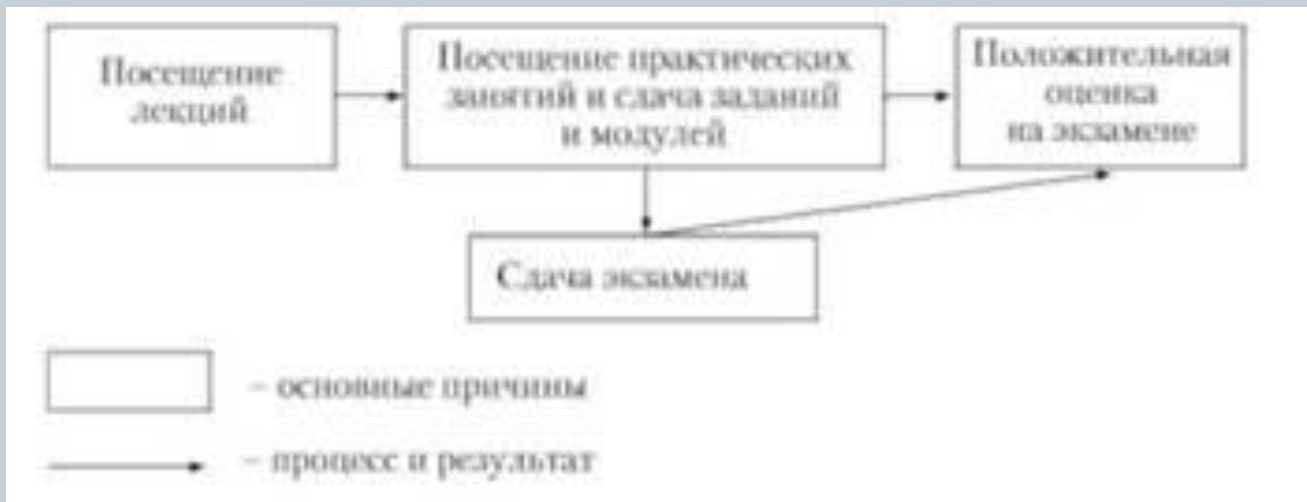 Посещение
лекций
Посещение практических
занятий и сдача заданий
и модулей
Положительная
оценка
на экзамене
Сдача экзамена
– основные причины
– процесс и результат